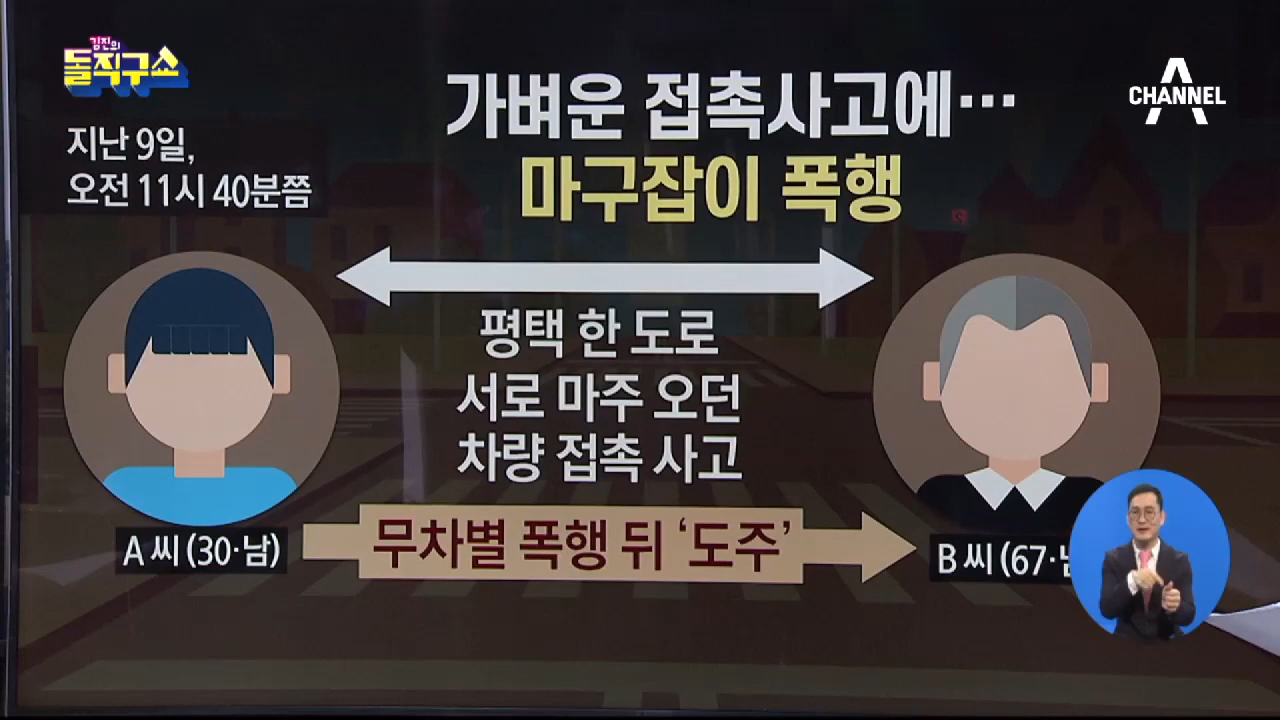 김진의
돌직구쇼
CHANNEL
지난 9일,
오전 11시 40분쯤
가벼운 접촉사고에…
마구잡이 폭행
평택 한 도로
서로 마주 오던
차량 접촉 사고
무차별 폭행 뒤 ‘도주’
A 씨 (30·남)
B 씨 (67·